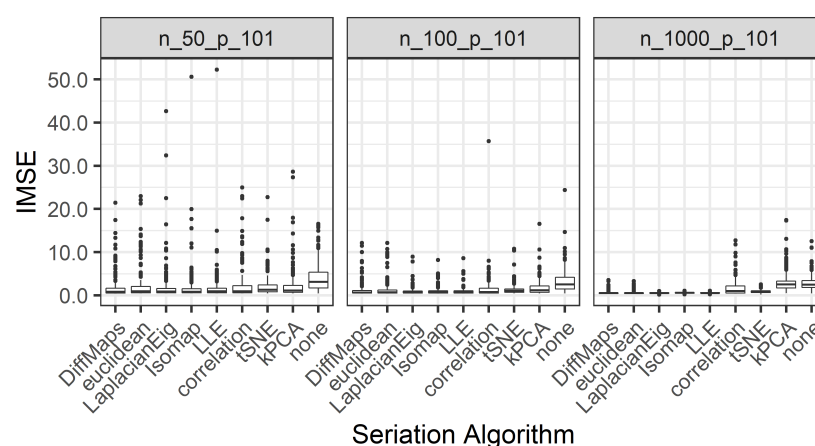 n_50_p_101 n_100_p_101 n_1000_p_101
IMSE
50.0
40.0
30.0
20.0
10.0
0.0
DiffMaps euclidean LaplacianEig Isomap LLE correlation tSNE kPCA none
DiffMaps euclidean LaplacianEig Isomap LLE correlation tSNE kPCA none
DiffMaps euclidean LaplacianEig Isomap LLE correlation tSNE kPCA none
Seriation Algorithm